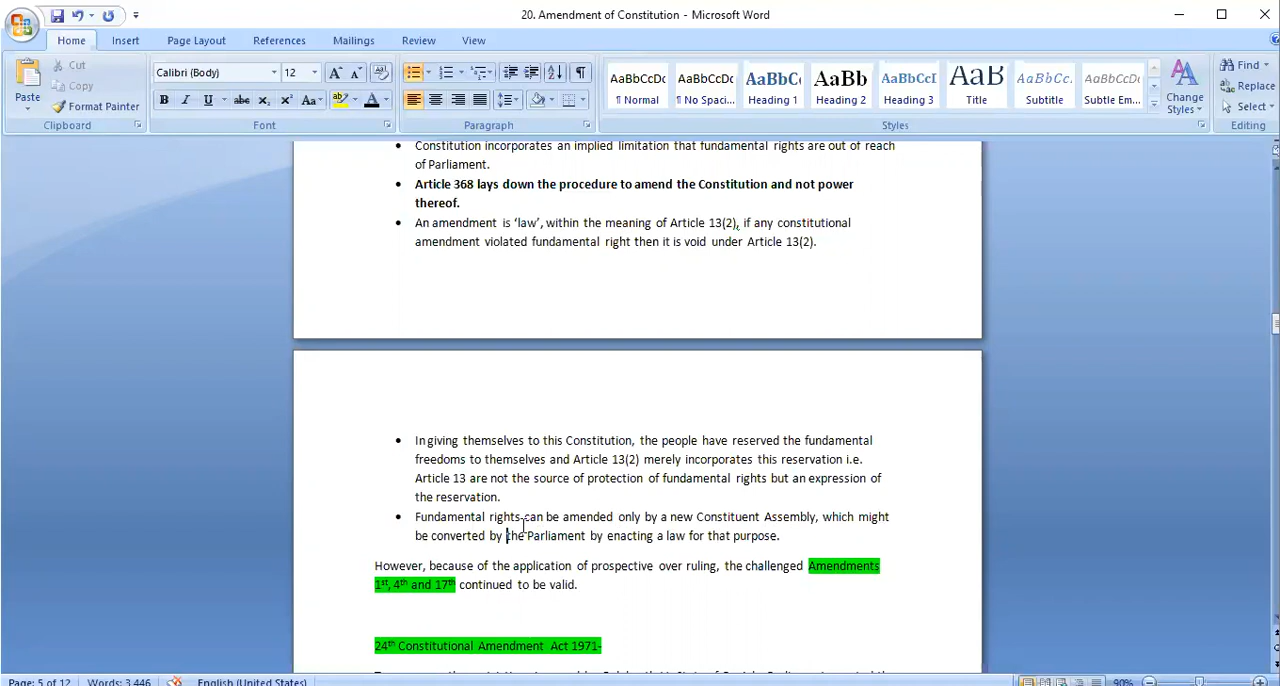 20. Amendment of Constitution - Microsoft Word
Home Insert Page Layout References Mailings Review View
Paste
Cut
Copy
Format Painter
Clipboard
Calibri (Body) 12
B I U abc x₂ x² Aa
Font
Paragraph
AaBbCcDc AaBbCcDc AaBbC AaBb AaBbCcI AaB AaBbCc. AaBbCcDc
¶ Normal ¶ No Spaci... Heading 1 Heading 2 Heading 3 Title Subtitle Subtle Em...
Change
Styles
Styles
Find
Replace
Select
Editing
• Constitution incorporates an implied limitation that fundamental rights are out of reach
of Parliament.
• Article 368 lays down the procedure to amend the Constitution and not power
thereof.
• An amendment is ‘law’, within the meaning of Article 13(2), if any constitutional
amendment violated fundamental right then it is void under Article 13(2).
• In giving themselves to this Constitution, the people have reserved the fundamental
freedoms to themselves and Article 13(2) merely incorporates this reservation i.e.
Article 13 are not the source of protection of fundamental rights but an expression of
the reservation.
• Fundamental rights can be amended only by a new Constituent Assembly, which might
be converted by the Parliament by enacting a law for that purpose.
However, because of the application of prospective over ruling, the challenged Amendments
1st, 4th and 17th continued to be valid.
24th Constitutional Amendment Act 1971-
Page: 5 of 12 Words: 3,446 English (United States) 90%